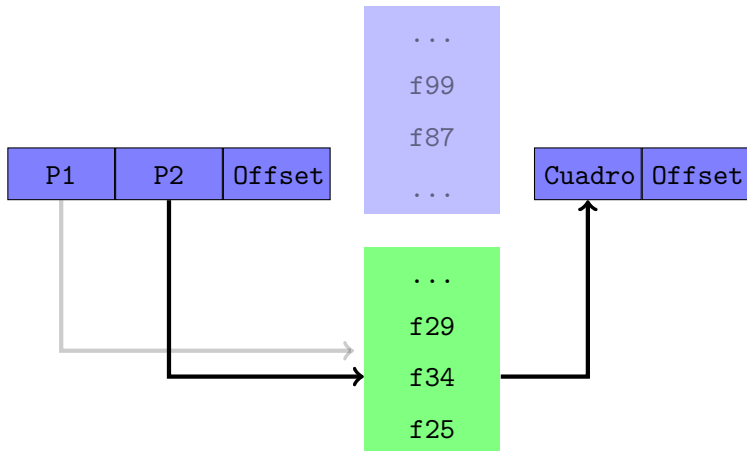 P1 P2 Offset
...
f99
f87
...
...
f29
f34
f25
Cuadro Offset